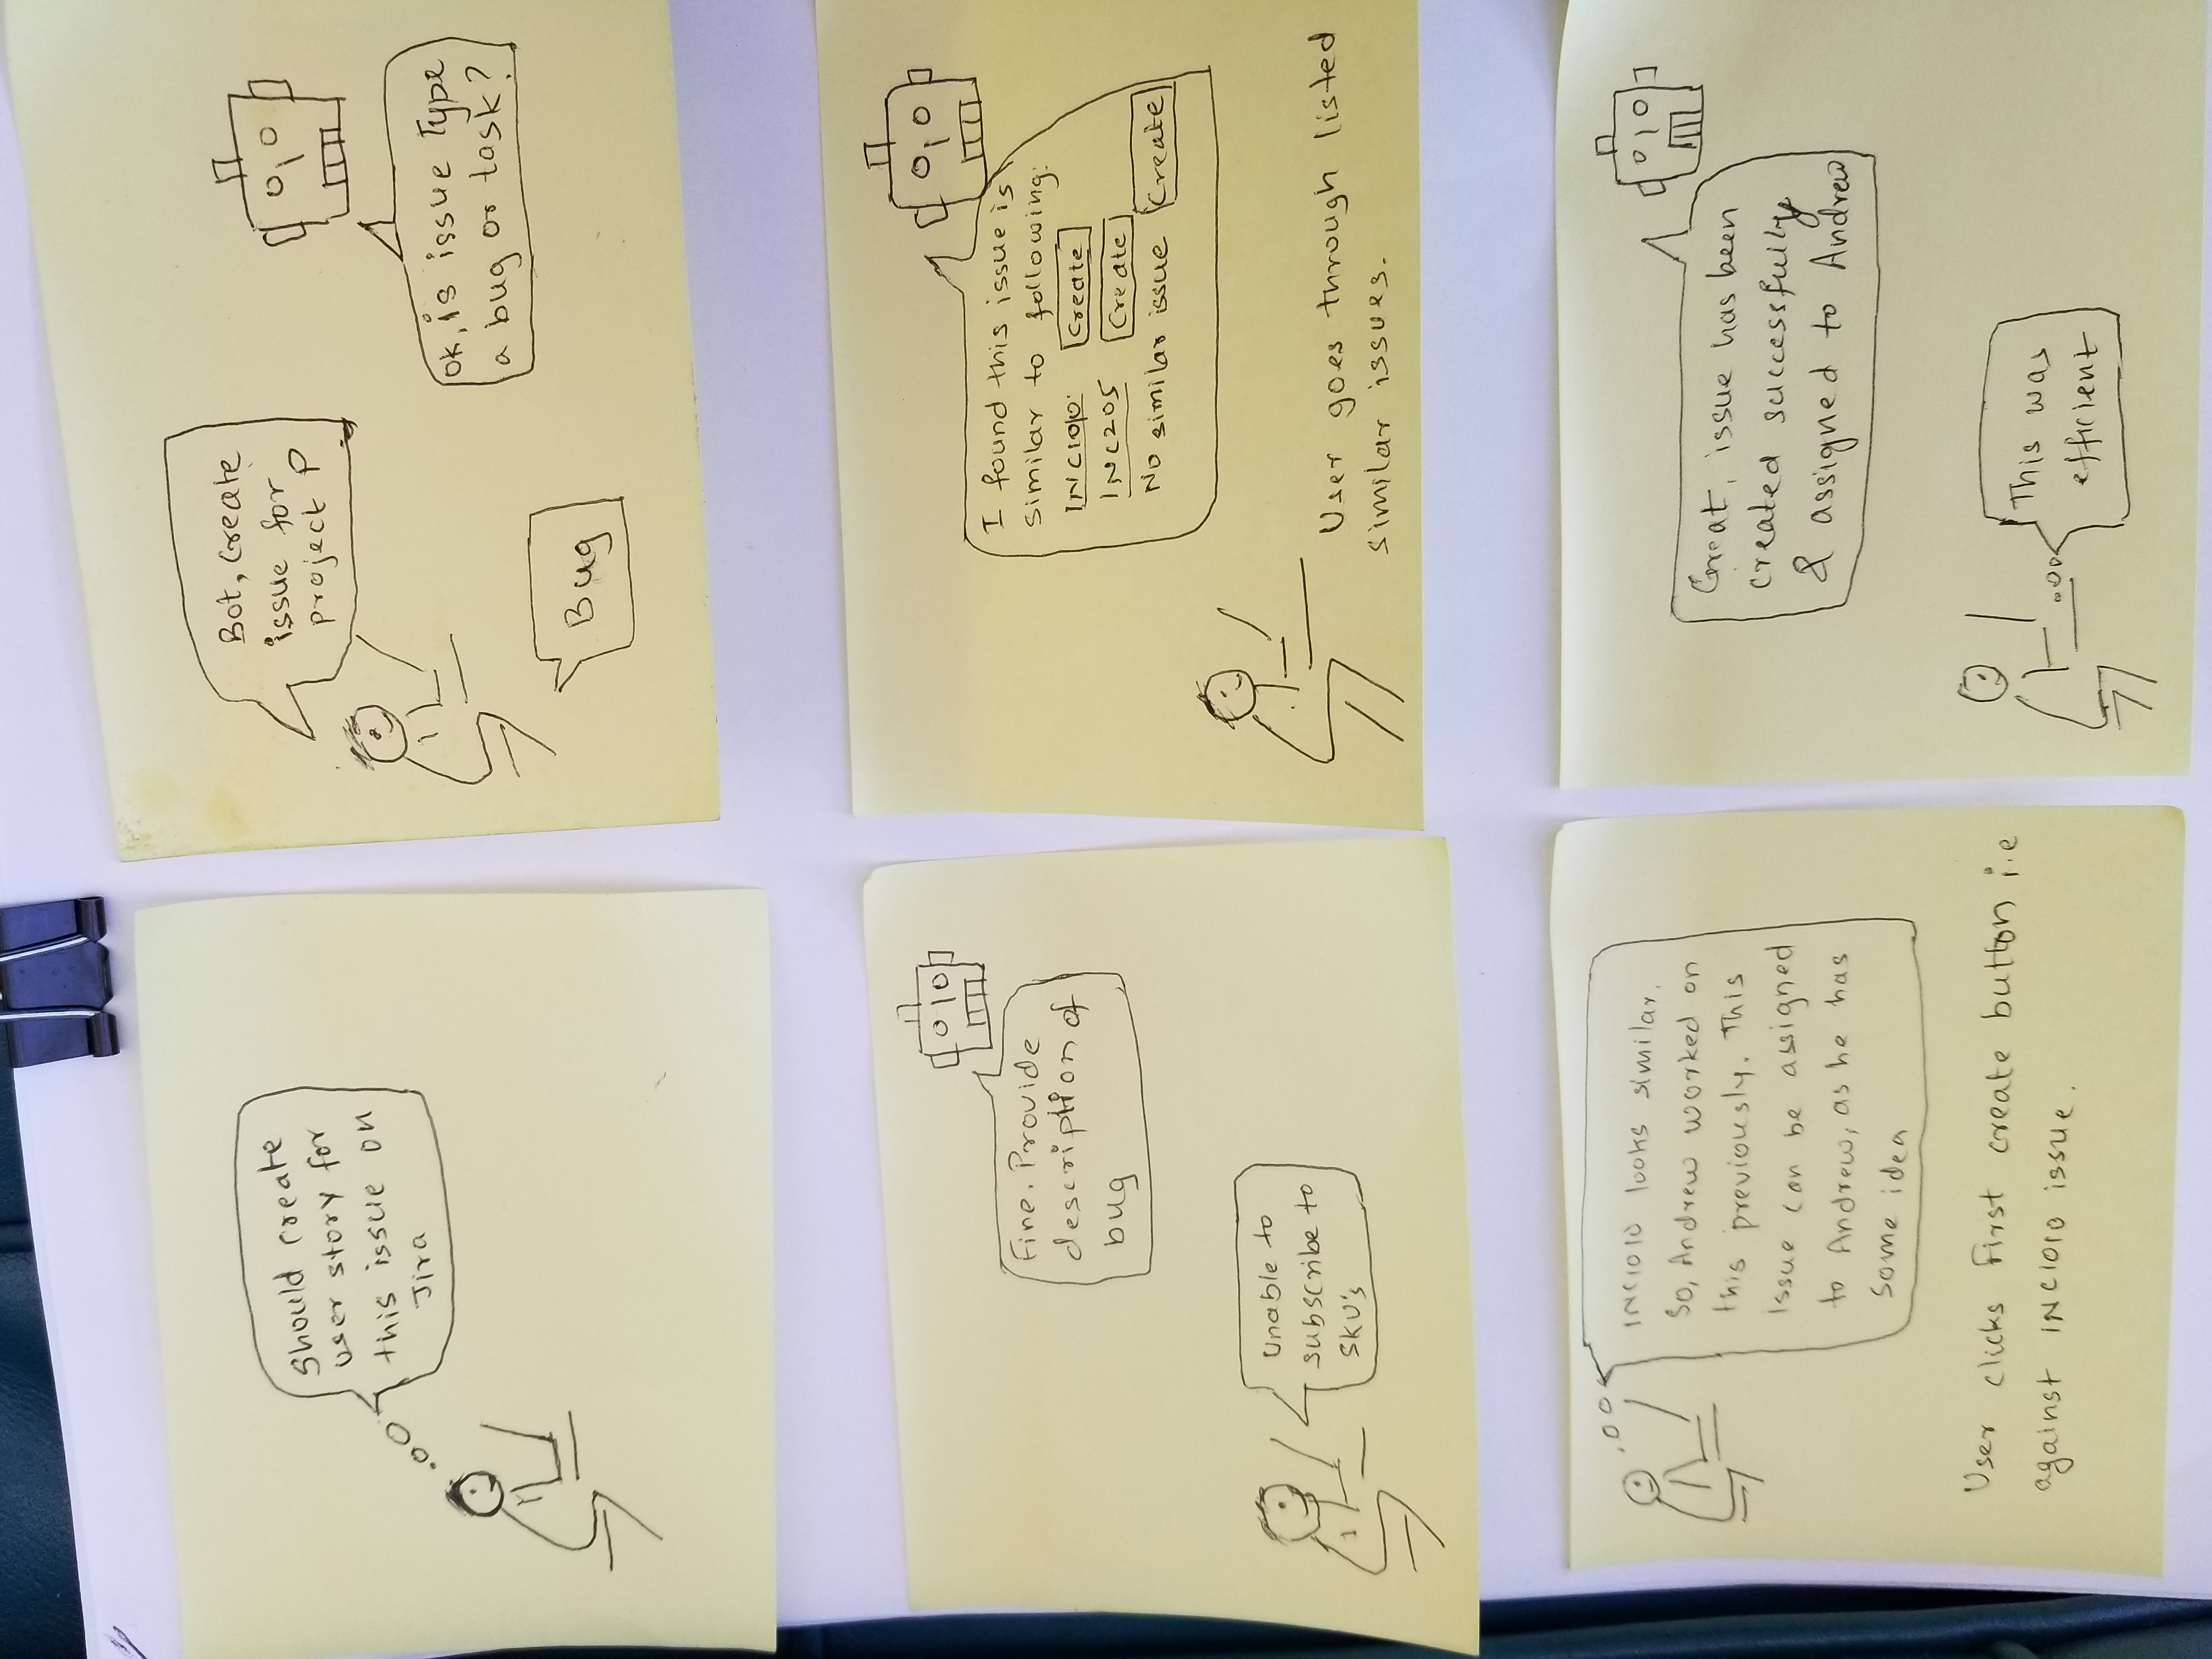 Should create
user story for
this issue on
Jira
Bot, create
issue for
project P
OK, is issue Type
a bug or task?
Bug
Fine. Provide
description of
bug
Unable to
subscribe to
SKU's
I found this issue is
similar to following:
INC1010: Create
INC205 Create
No similar issue Create
User goes through listed
similar issues.
INC1010 looks similar.
So, Andrew worked on
this previously. This
issue can be assigned
to Andrew, as he has
some idea
User clicks first create button i.e
against INC1010 issue.
Great, issue has been
created successfully
& assigned to Andrew
This was
efficient